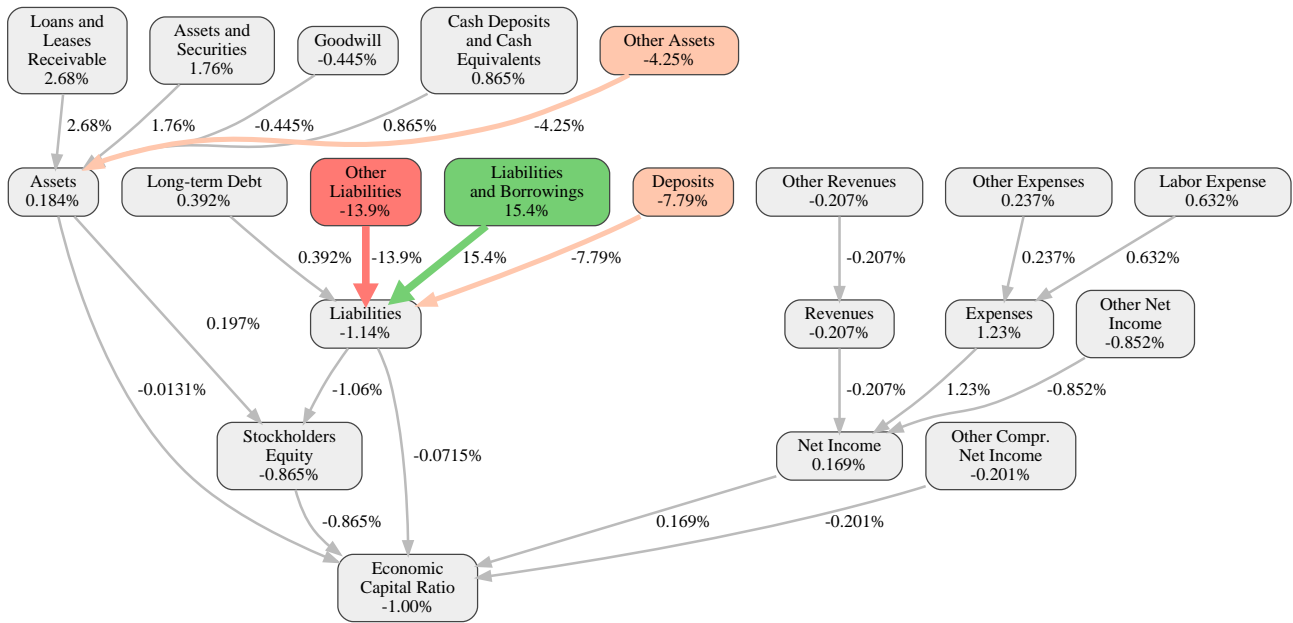 Loans and
Leases
Receivable
2.68%
Assets and
Securities
1.76%
Goodwill
-0.445%
Cash Deposits
and Cash
Equivalents
0.865%
Other Assets
-4.25%
2.68%
1.76%
-0.445%
0.865%
-4.25%
Assets
0.184%
Long-term Debt
0.392%
Other
Liabilities
-13.9%
Liabilities
and Borrowings
15.4%
Deposits
-7.79%
Other Revenues
-0.207%
Other Expenses
0.237%
Labor Expense
0.632%
0.392%
-13.9%
15.4%
-7.79%
-0.207%
0.237%
0.632%
Liabilities
-1.14%
Revenues
-0.207%
Expenses
1.23%
Other Net
Income
-0.852%
0.197%
-0.0131%
-1.06%
-0.207%
1.23%
-0.852%
Stockholders
Equity
-0.865%
-0.0715%
Net Income
0.169%
Other Compr.
Net Income
-0.201%
-0.865%
0.169%
-0.201%
Economic
Capital Ratio
-1.00%